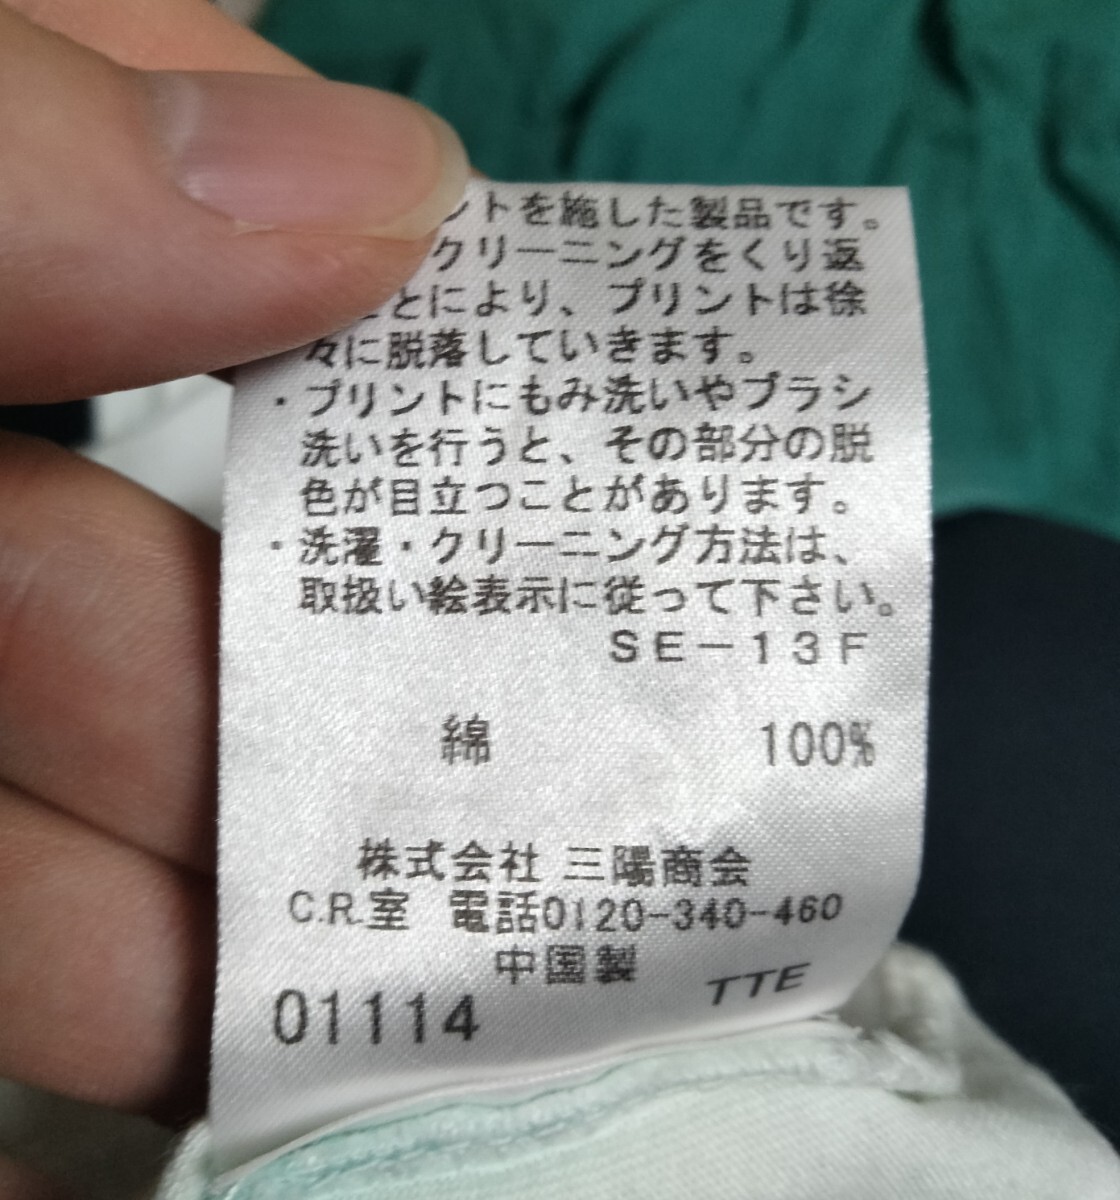 ントを施した製品です。
クリーニングをくり返
とにより、プリントは徐
々に脱落していきます。
・プリントにもみ洗いやブラシ
洗いを行うと、その部分の脱
色が目立つことがあります。
・洗濯・クリーニング方法は、
取扱い絵表示に従って下さい。
SE-13F
綿 100%
株式会社 三陽商会
C.R.室 電話0120-340-460
中国製
01114 TTE